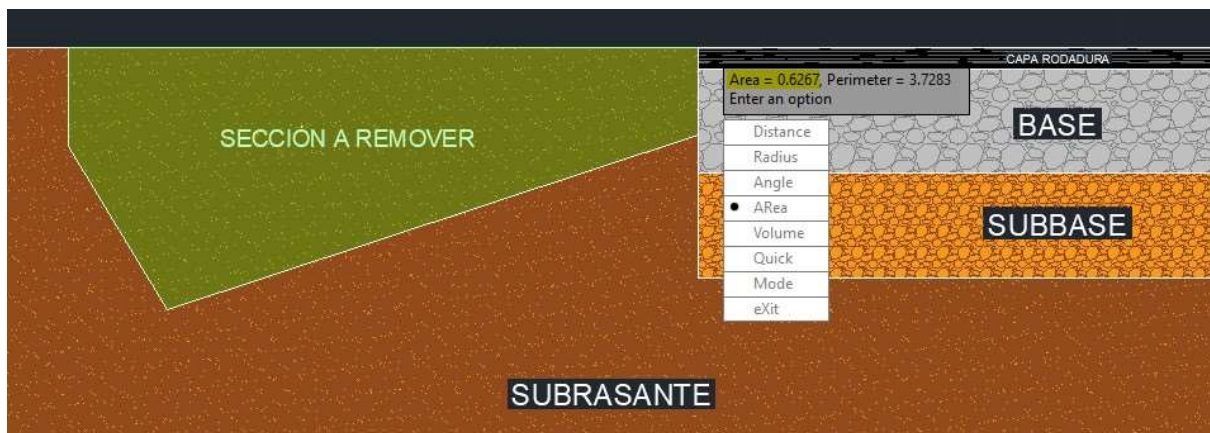 CAPA RODADURA
Area = 0.6267, Perimeter = 3.7283
Enter an option
BASE
SECCIÓN A REMOVER
Distance
Radius
Angle
ARea
Volume
Quick
Mode
eXit
SUBBASE
SUBRASANTE